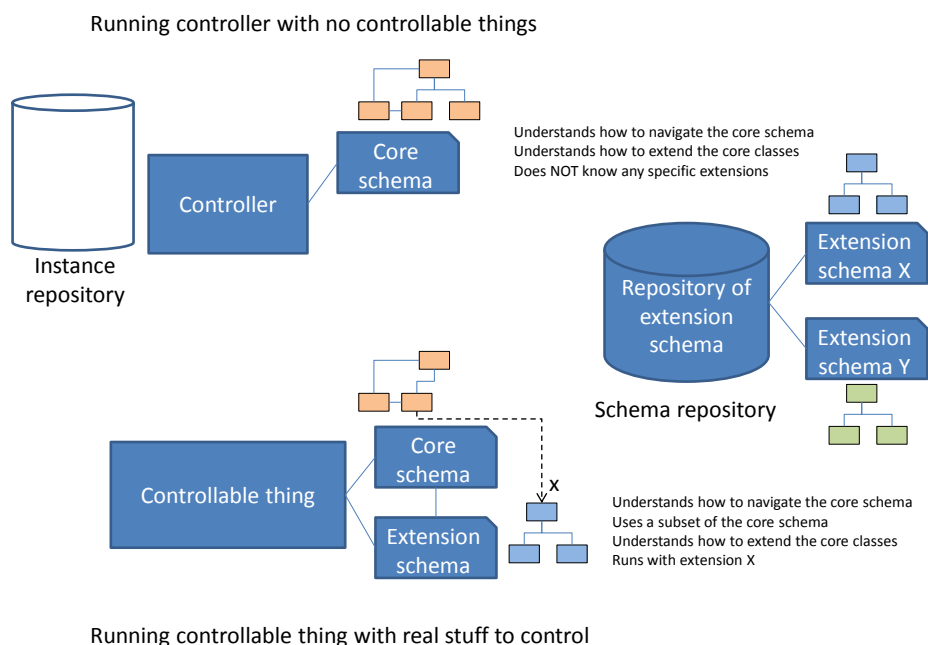 Running controller with no controllable things
Core
schema
Controller
Instance
repository
Understands how to navigate the core schema
Understands how to extend the core classes
Does NOT know any specific extensions
Extension
schema X
Repository of
extension
schema
Extension
schema Y
Schema repository
Controllable thing
Core
schema
Extension
schema
X
Understands how to navigate the core schema
Uses a subset of the core schema
Understands how to extend the core classes
Runs with extension X
Running controllable thing with real stuff to control